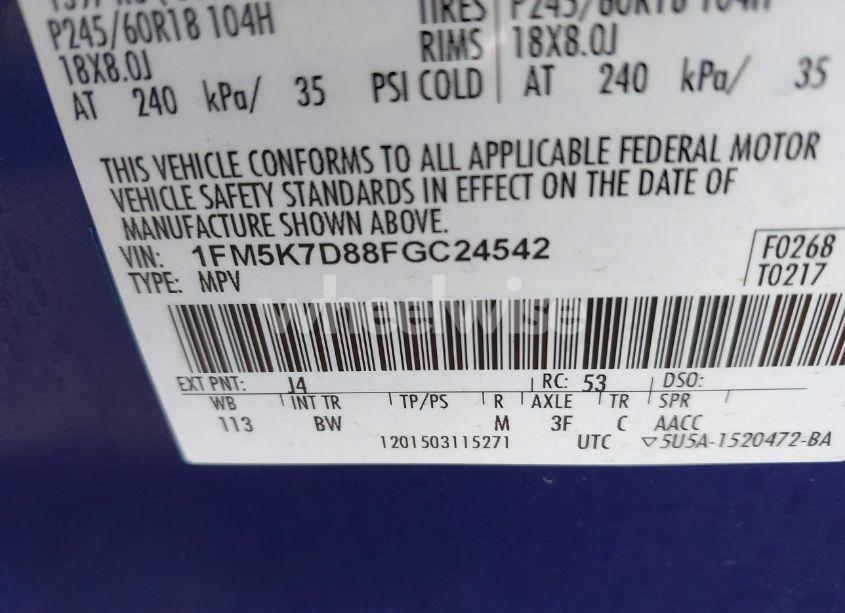 TIRES P245/60R18 104H
P245/60R18 104H
RIMS 18X8.0J
18X8.0J
AT 240 kPa/ 35 PSI COLD AT 240 kPa/ 35
THIS VEHICLE CONFORMS TO ALL APPLICABLE FEDERAL MOTOR
VEHICLE SAFETY STANDARDS IN EFFECT ON THE DATE OF
MANUFACTURE SHOWN ABOVE.
VIN: 1FM5K7D88FGC24542
F0268
TYPE: MPV
T0217
wheelwise
EXT PNT: J4 RC: 53 DSO:
WB INT TR TP/PS R AXLE TR SPR
113 BW M 3F C AACC
1201503115271 UTC ▽5U5A-1520472-BA